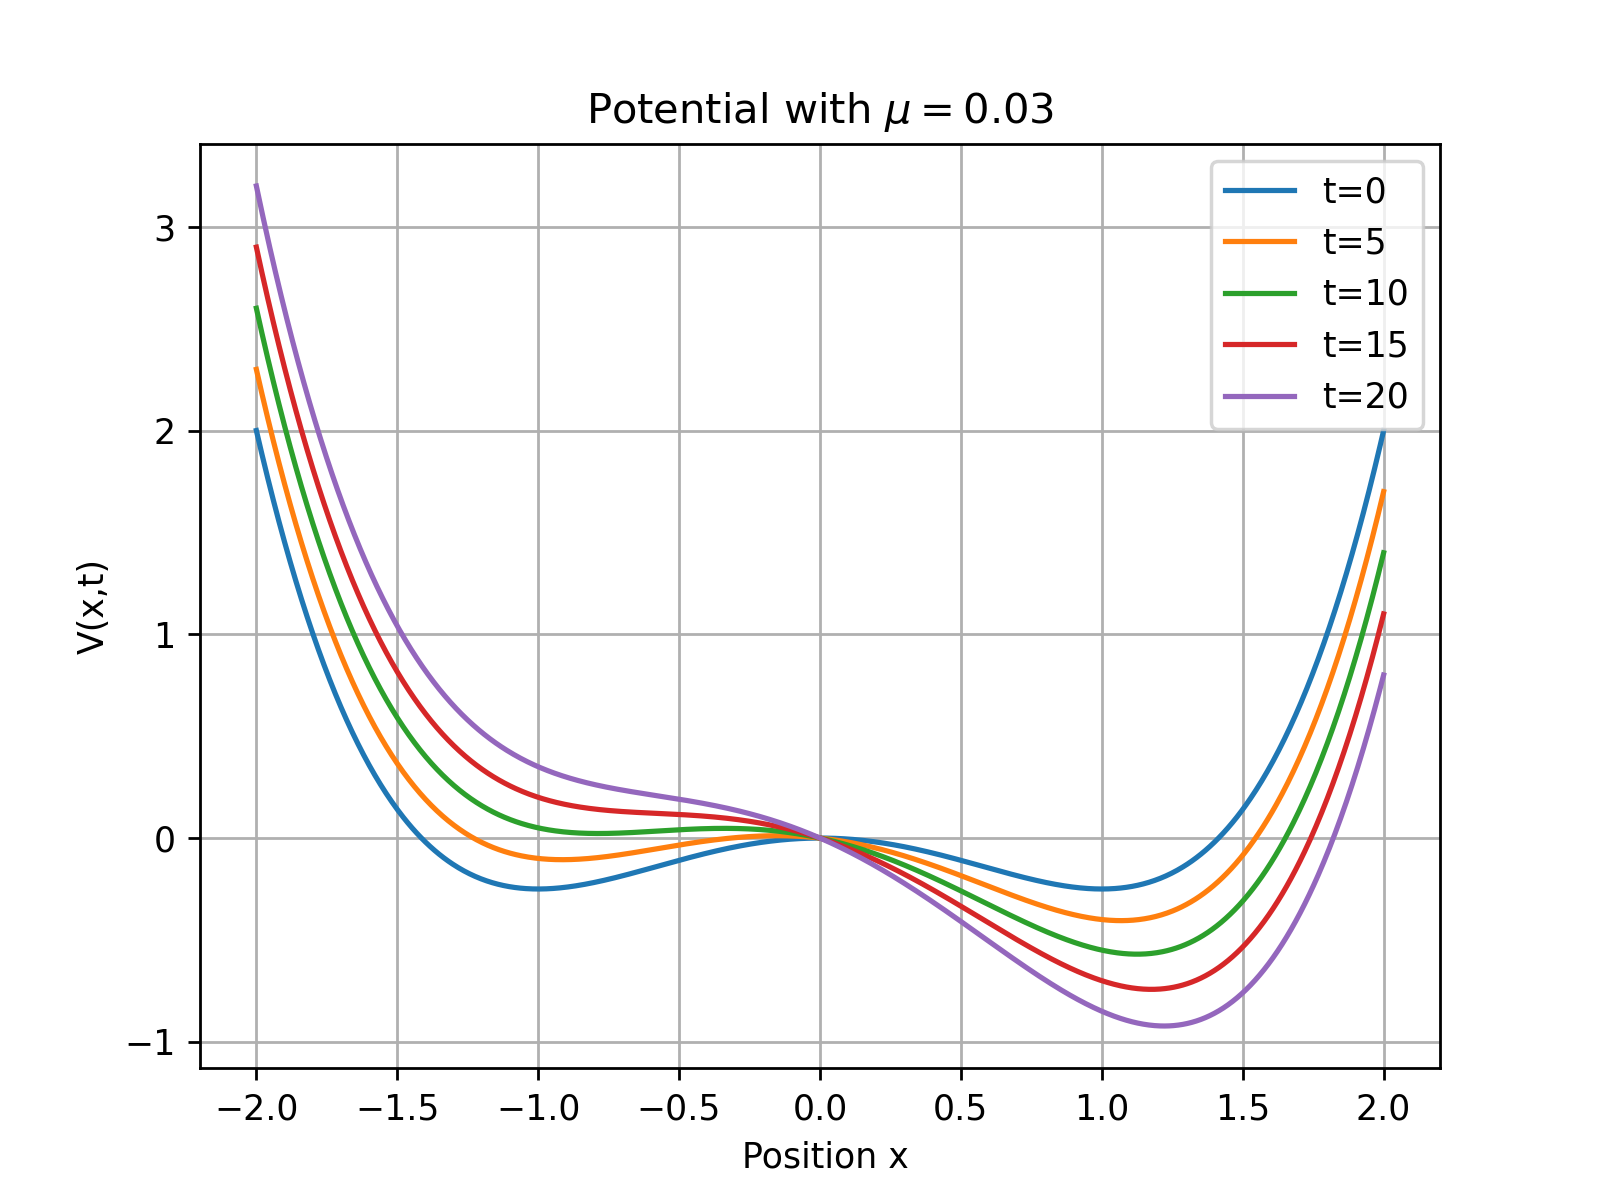 Potential with μ = 0.03
t=0
t=5
t=10
t=15
t=20
3
2
1
0
−1
V(x,t)
−2.0 −1.5 −1.0 −0.5 0.0 0.5 1.0 1.5 2.0
Position x